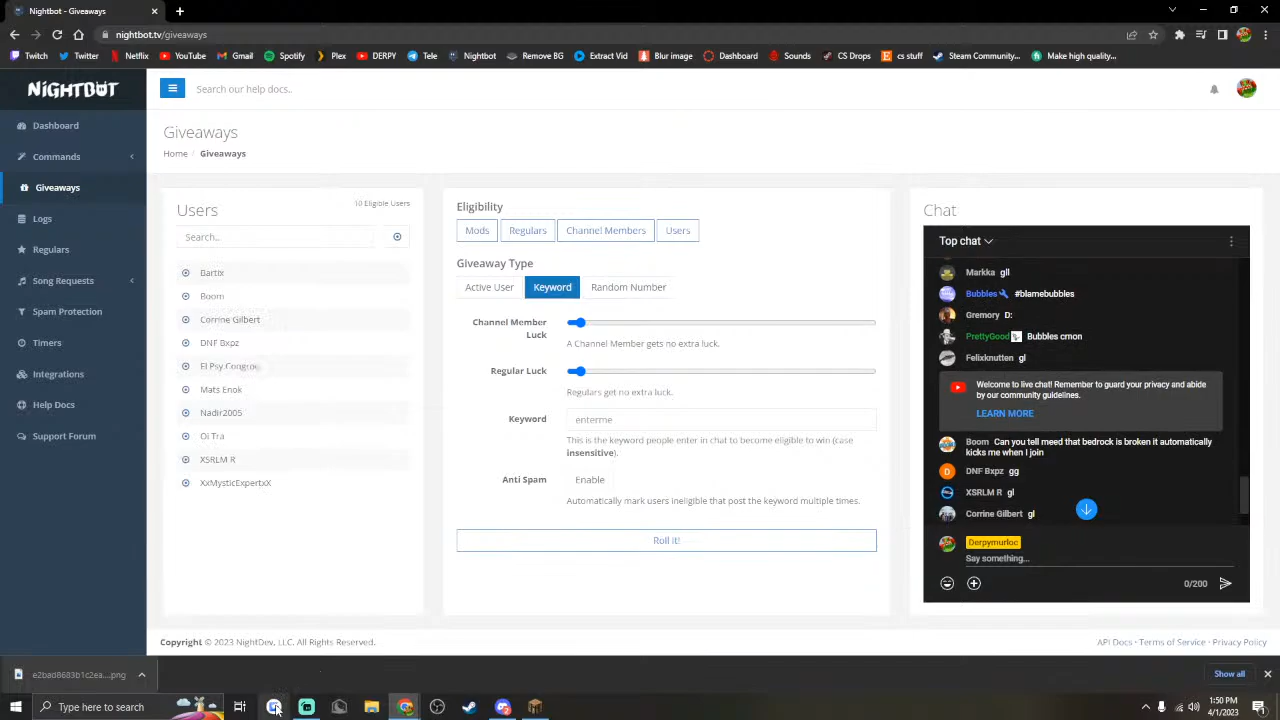 Nightbot - Giveaways
nightbot.tv/giveaways
Twitch
Twitter
Netflix
YouTube
Gmail
Spotify
Plex
DERPY
Tele
Nightbot
Remove BG
Extract Vid
Blur image
Dashboard
Sounds
CS Drops
cs stuff
Steam Community...
Make high quality...
NiGHTBOT
Search our help docs..
Dashboard
Commands
Giveaways
Logs
Regulars
Song Requests
Spam Protection
Timers
Integrations
Help Docs
Support Forum
Giveaways
Home / Giveaways
Users
10 Eligible Users
Search...
Bartix
Boom
Corrine Gilbert
DNF Bxpz
El Psy Congroo
Mats Enok
Nadir2005
Oi Tra
XSRLM R
XxMysticExpertxX
Eligibility
Mods
Regulars
Channel Members
Users
Giveaway Type
Active User
Keyword
Random Number
Channel Member
Luck
A Channel Member gets no extra luck.
Regular Luck
Regulars get no extra luck.
Keyword
enterme
This is the keyword people enter in chat to become eligible to win (case
insensitive).
Anti Spam
Enable
Automatically mark users ineligible that post the keyword multiple times.
Roll It!
Chat
Top chat
Markka gll
Bubbles #blamebubbles
Gremory D:
PrettyGood Bubbles cmon
Felixknutten gl
Welcome to live chat! Remember to guard your privacy and abide
by our community guidelines.
LEARN MORE
Boom Can you tell med that bedrock is broken it automatically
kicks me when I join
DNF Bxpz gg
XSRLM R gl
Corrine Gilbert gl
Derpymurloc
Say something...
0/200
Copyright © 2023 NightDev, LLC. All Rights Reserved.
API Docs · Terms of Service · Privacy Policy
e2bad8683b1c2ea....png
Show all
Type here to search
1:50 PM
4/1/2023